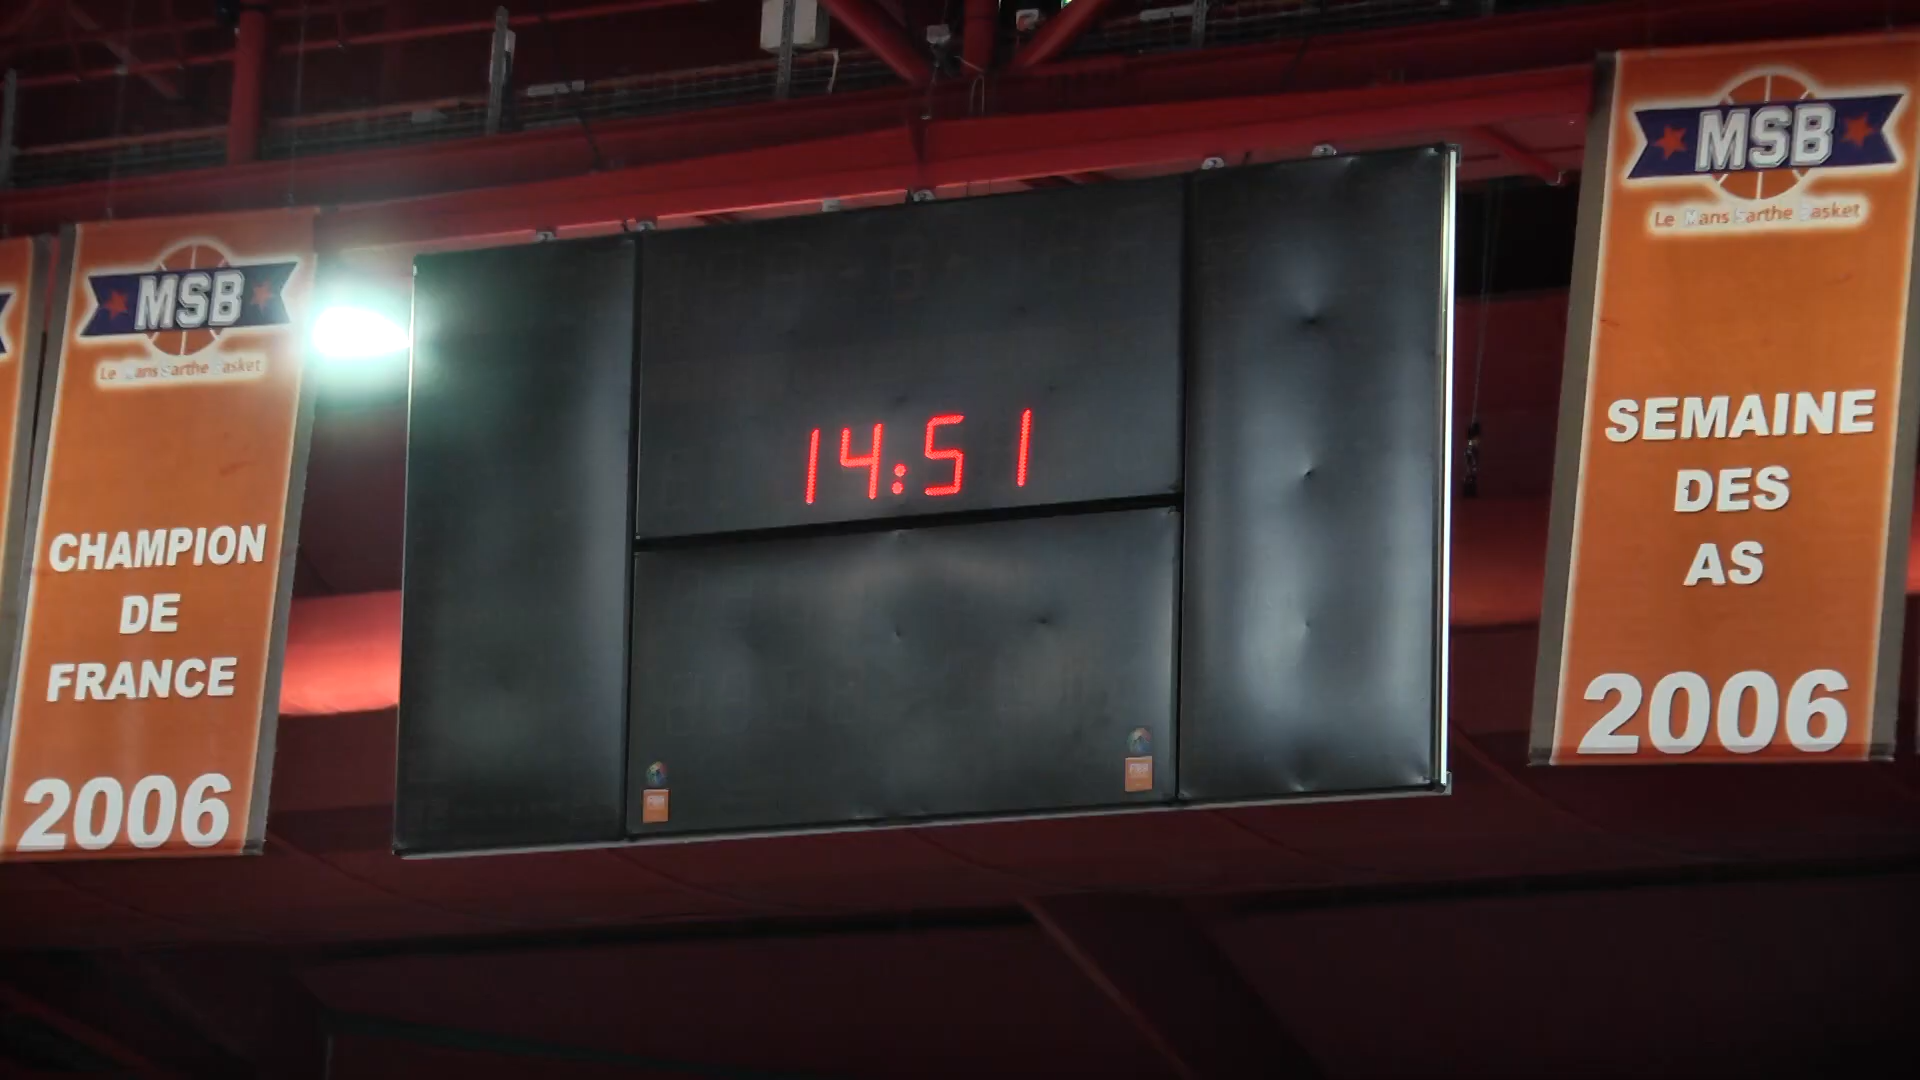 MSB
Le Mans Sarthe Basket
CHAMPION
DE
FRANCE
2006
14:51
MSB
Le Mans Sarthe Basket
SEMAINE
DES
AS
2006